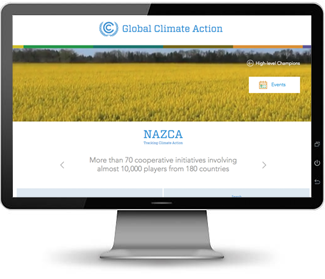 Global Climate Action
High-level Champions
Events
NAZCA
Tracking Climate Action
More than 70 cooperative initiatives involving
almost 10,000 players from 180 countries